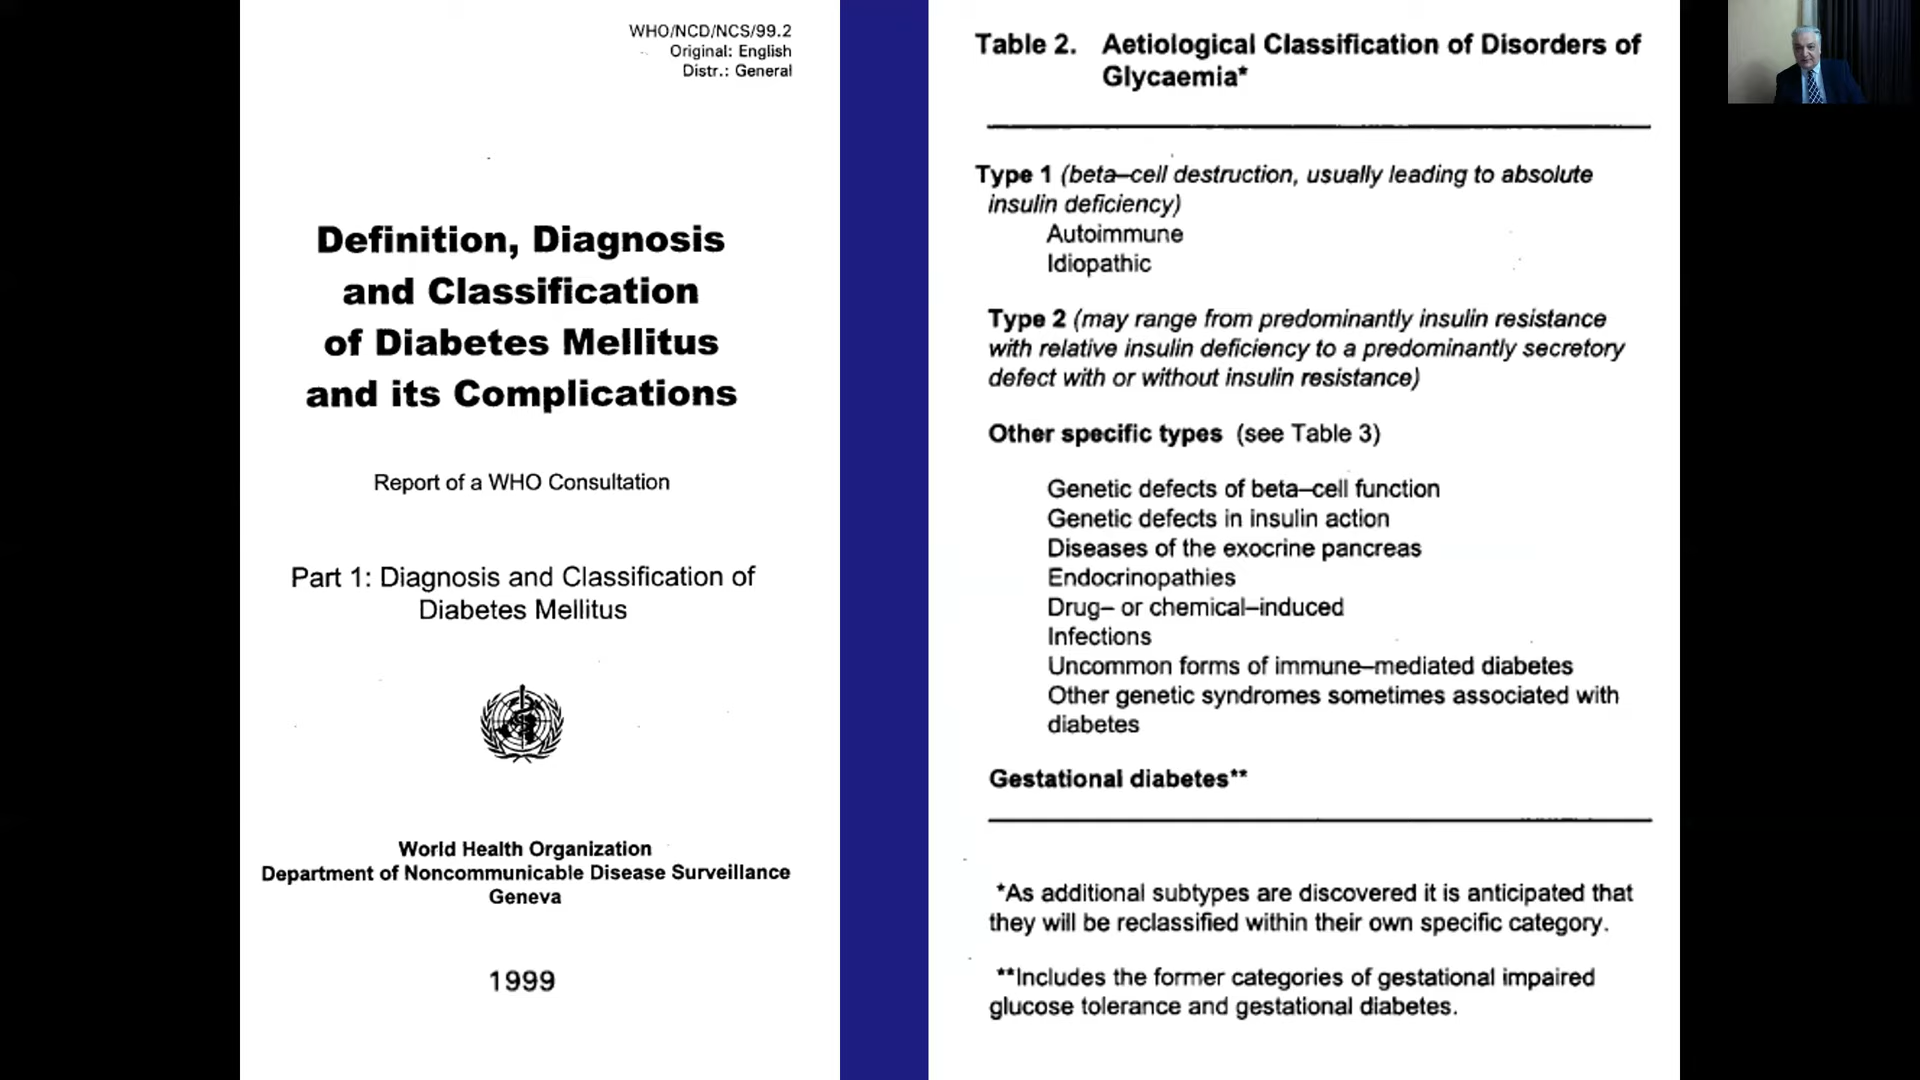 WHO/NCD/NCS/99.2
Original: English
Distr.: General
Definition, Diagnosis
and Classification
of Diabetes Mellitus
and its Complications
Report of a WHO Consultation
Part 1: Diagnosis and Classification of
Diabetes Mellitus
World Health Organization
Department of Noncommunicable Disease Surveillance
Geneva
1999
Table 2. Aetiological Classification of Disorders of
Glycaemia*
Type 1 (beta–cell destruction, usually leading to absolute
insulin deficiency)
Autoimmune
Idiopathic
Type 2 (may range from predominantly insulin resistance
with relative insulin deficiency to a predominantly secretory
defect with or without insulin resistance)
Other specific types (see Table 3)
Genetic defects of beta–cell function
Genetic defects in insulin action
Diseases of the exocrine pancreas
Endocrinopathies
Drug– or chemical–induced
Infections
Uncommon forms of immune–mediated diabetes
Other genetic syndromes sometimes associated with
diabetes
Gestational diabetes**
*As additional subtypes are discovered it is anticipated that
they will be reclassified within their own specific category.
**Includes the former categories of gestational impaired
glucose tolerance and gestational diabetes.